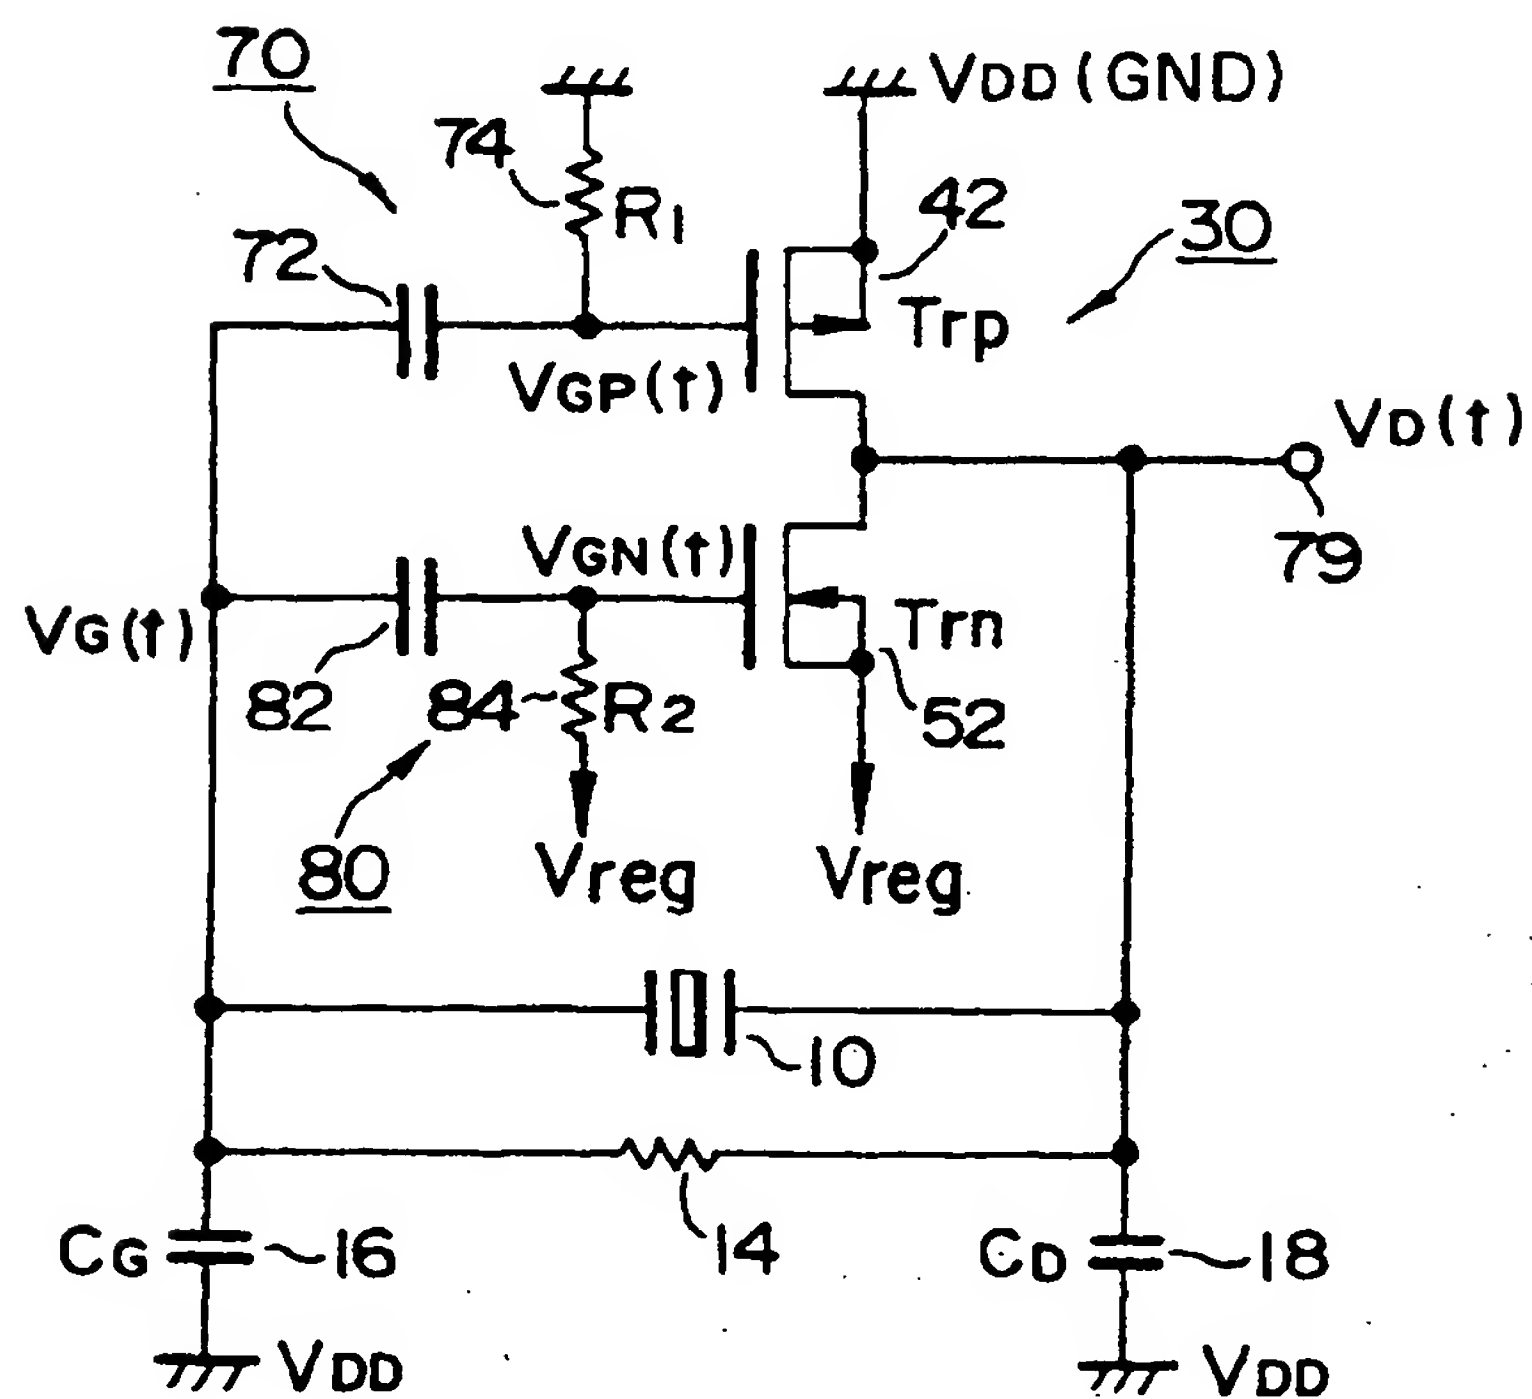 70
VDD (GND)
74
R1
42
30
72
Trp
VGP(t)
VD(t)
79
VGN(t)
VG(t)
Trn
82
84
R2
52
80
Vreg
Vreg
10
14
CG
16
CD
18
VDD
VDD